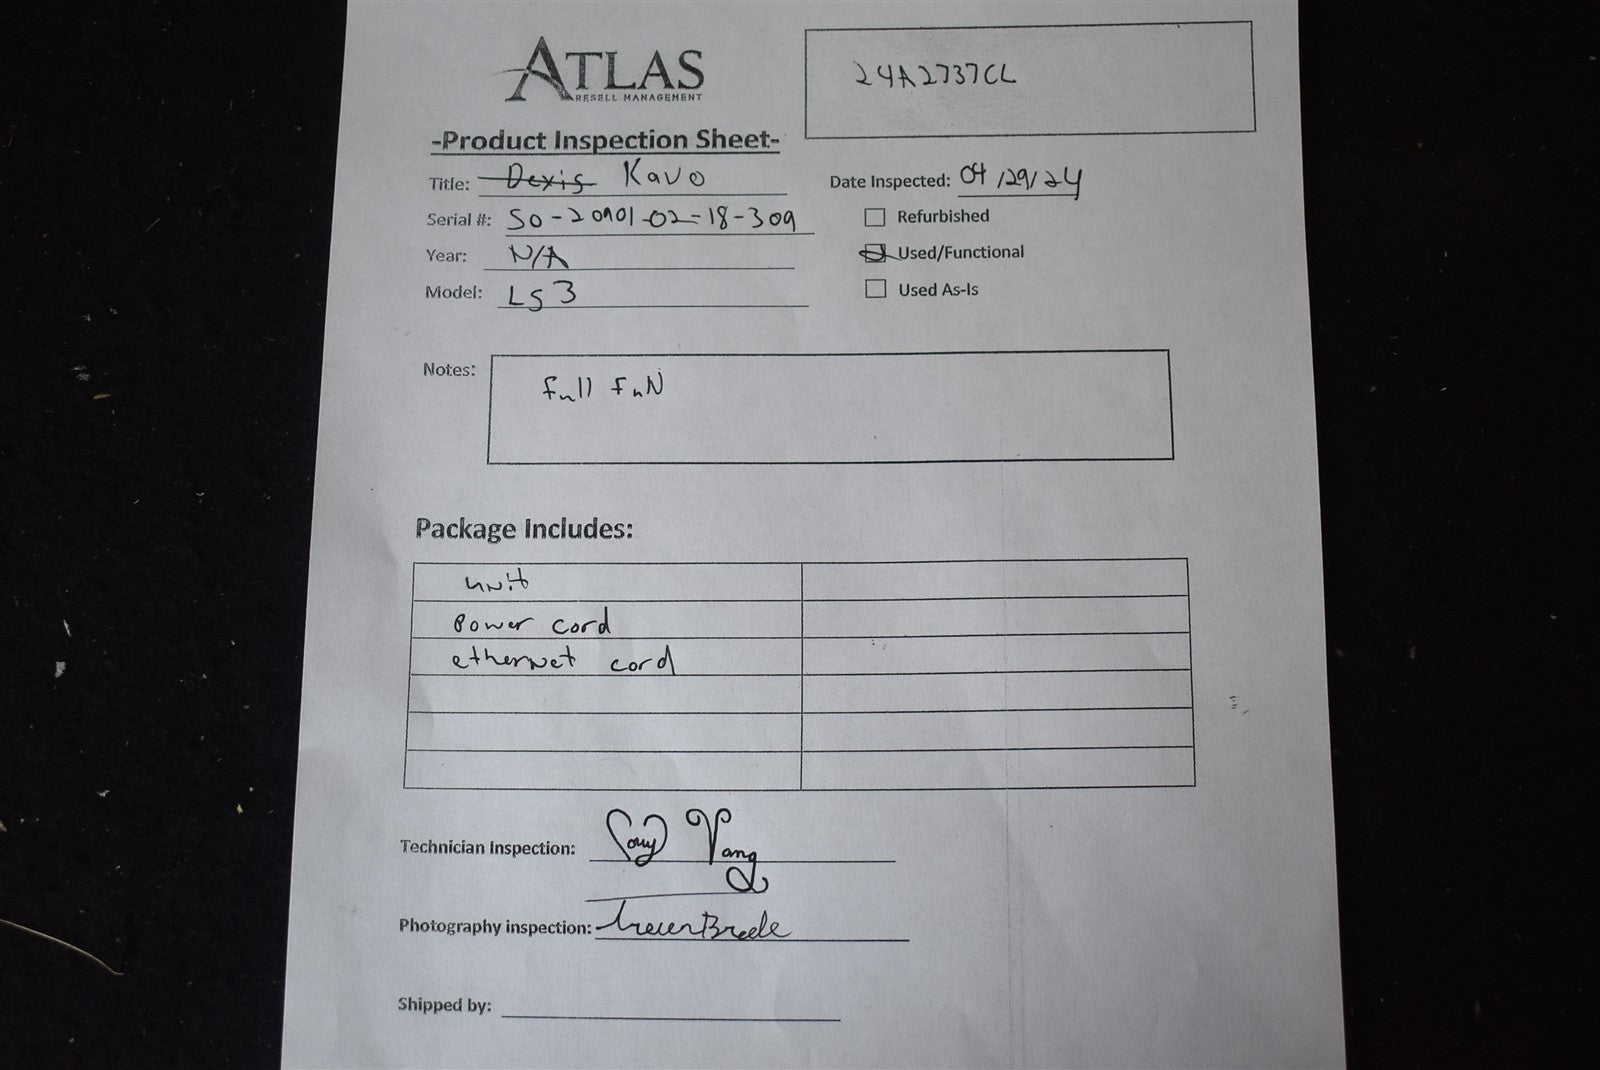 ATLAS
RESELL MANAGEMENT
24A2737CL
-Product Inspection Sheet-
Title: Dexis Kavo
Date Inspected: 04/29/24
Serial #: SO-20901-02-18-309
Refurbished
Year: N/A
Used/Functional
Model: LS3
Used As-Is
Notes: full fuN
Package Includes:
unit
Power cord
ethernet cord
Technician Inspection: Vang
Photography inspection:
Shipped by: